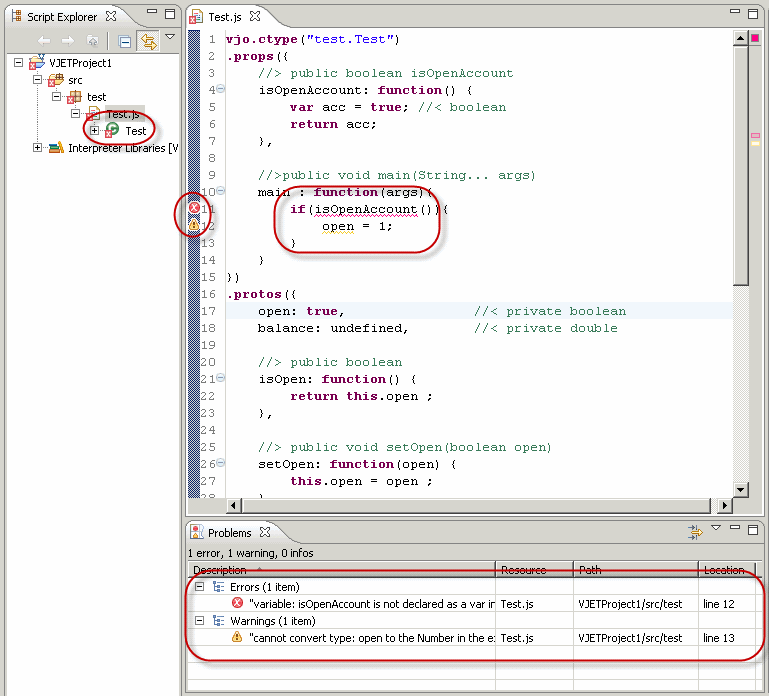 Script Explorer
VJETProject1
src
test
Test.js
Test
Interpreter Libraries [V
Test.js
1 vjo.ctype("test.Test")
2 .props({
3 //> public boolean isOpenAccount
4 isOpenAccount: function() {
5 var acc = true; //< boolean
6 return acc;
7 },
8
9 //>public void main(String... args)
10 main : function(args){
11 if(isOpenAccount()){
12 open = 1;
13 }
14 }
15 })
16 .protos({
17 open: true, //< private boolean
18 balance: undefined, //< private double
19
20 //> public boolean
21 isOpen: function() {
22 return this.open ;
23 },
24
25 //> public void setOpen(boolean open)
26 setOpen: function(open) {
27 this.open = open ;
28
Problems
1 error, 1 warning, 0 infos
Description Resource Path Location
Errors (1 item)
"variable: isOpenAccount is not declared as a var in Test.js VJETProject1/src/test line 12
Warnings (1 item)
"cannot convert type: open to the Number in the e Test.js VJETProject1/src/test line 13